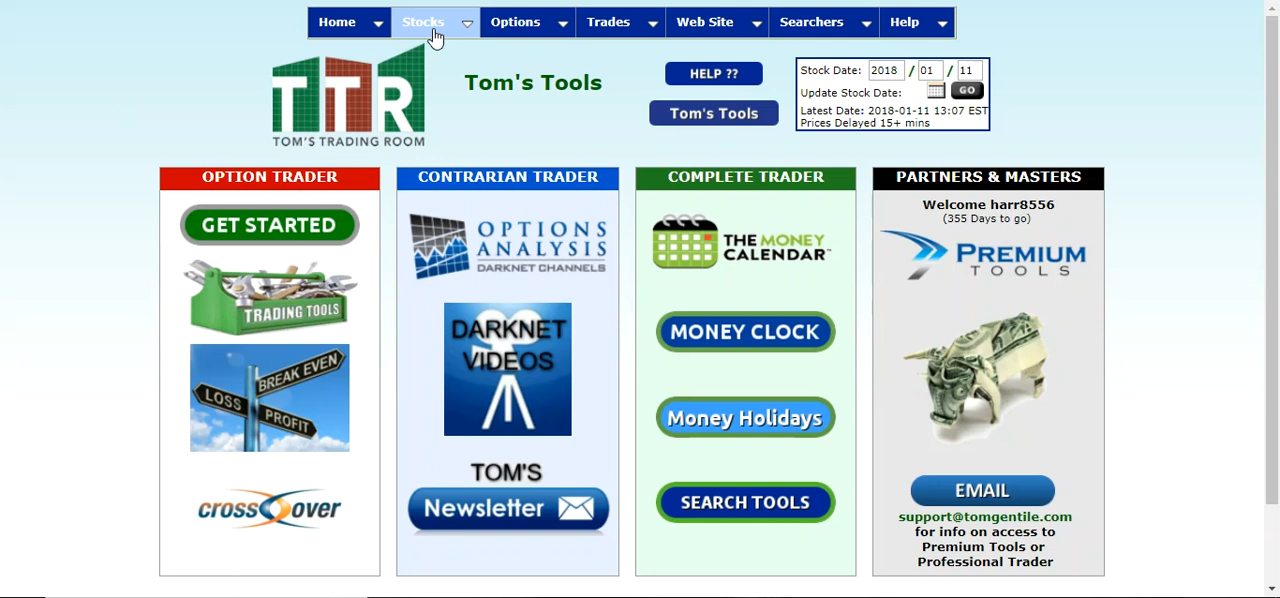 Home Stocks Options Trades Web Site Searchers Help
TTR
TOM'S TRADING ROOM
Tom's Tools
HELP ??
Tom's Tools
Stock Date: 2018 / 01 / 11
Update Stock Date: GO
Latest Date: 2018-01-11 13:07 EST
Prices Delayed 15+ mins
OPTION TRADER
GET STARTED
TRADING TOOLS
BREAK EVEN
LOSS
PROFIT
crossover
CONTRARIAN TRADER
OPTIONS
ANALYSIS
DARKNET CHANNELS
DARKNET
VIDEOS
TOM'S
Newsletter
COMPLETE TRADER
THE MONEY
CALENDAR™
MONEY CLOCK
Money Holidays
SEARCH TOOLS
PARTNERS & MASTERS
Welcome harr8556
(355 Days to go)
PREMIUM
TOOLS
EMAIL
support@tomgentile.com
for info on access to
Premium Tools or
Professional Trader